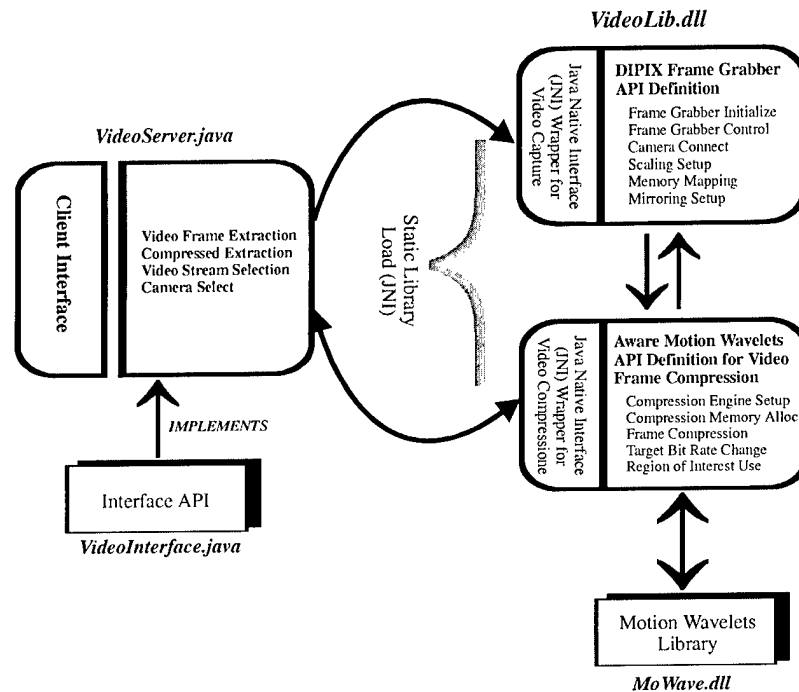 VideoLib.dll
Java Native Interface
(JNI) Wrapper for
Video Capture
DIPIX Frame Grabber
API Definition
Frame Grabber Initialize
Frame Grabber Control
Camera Connect
Scaling Setup
Memory Mapping
Mirroring Setup
VideoServer.java
Client Interface
Video Frame Extraction
Compressed Extraction
Video Stream Selection
Camera Select
Static Library
Load (JNI)
Java Native Interface
(JNI) Wrapper for
Video Compressione
Aware Motion Wavelets
API Definition for Video
Frame Compression
Compression Engine Setup
Compression Memory Alloc
Frame Compression
Target Bit Rate Change
Region of Interest Use
IMPLEMENTS
Interface API
VideoInterface.java
Motion Wavelets
Library
MoWave.dll